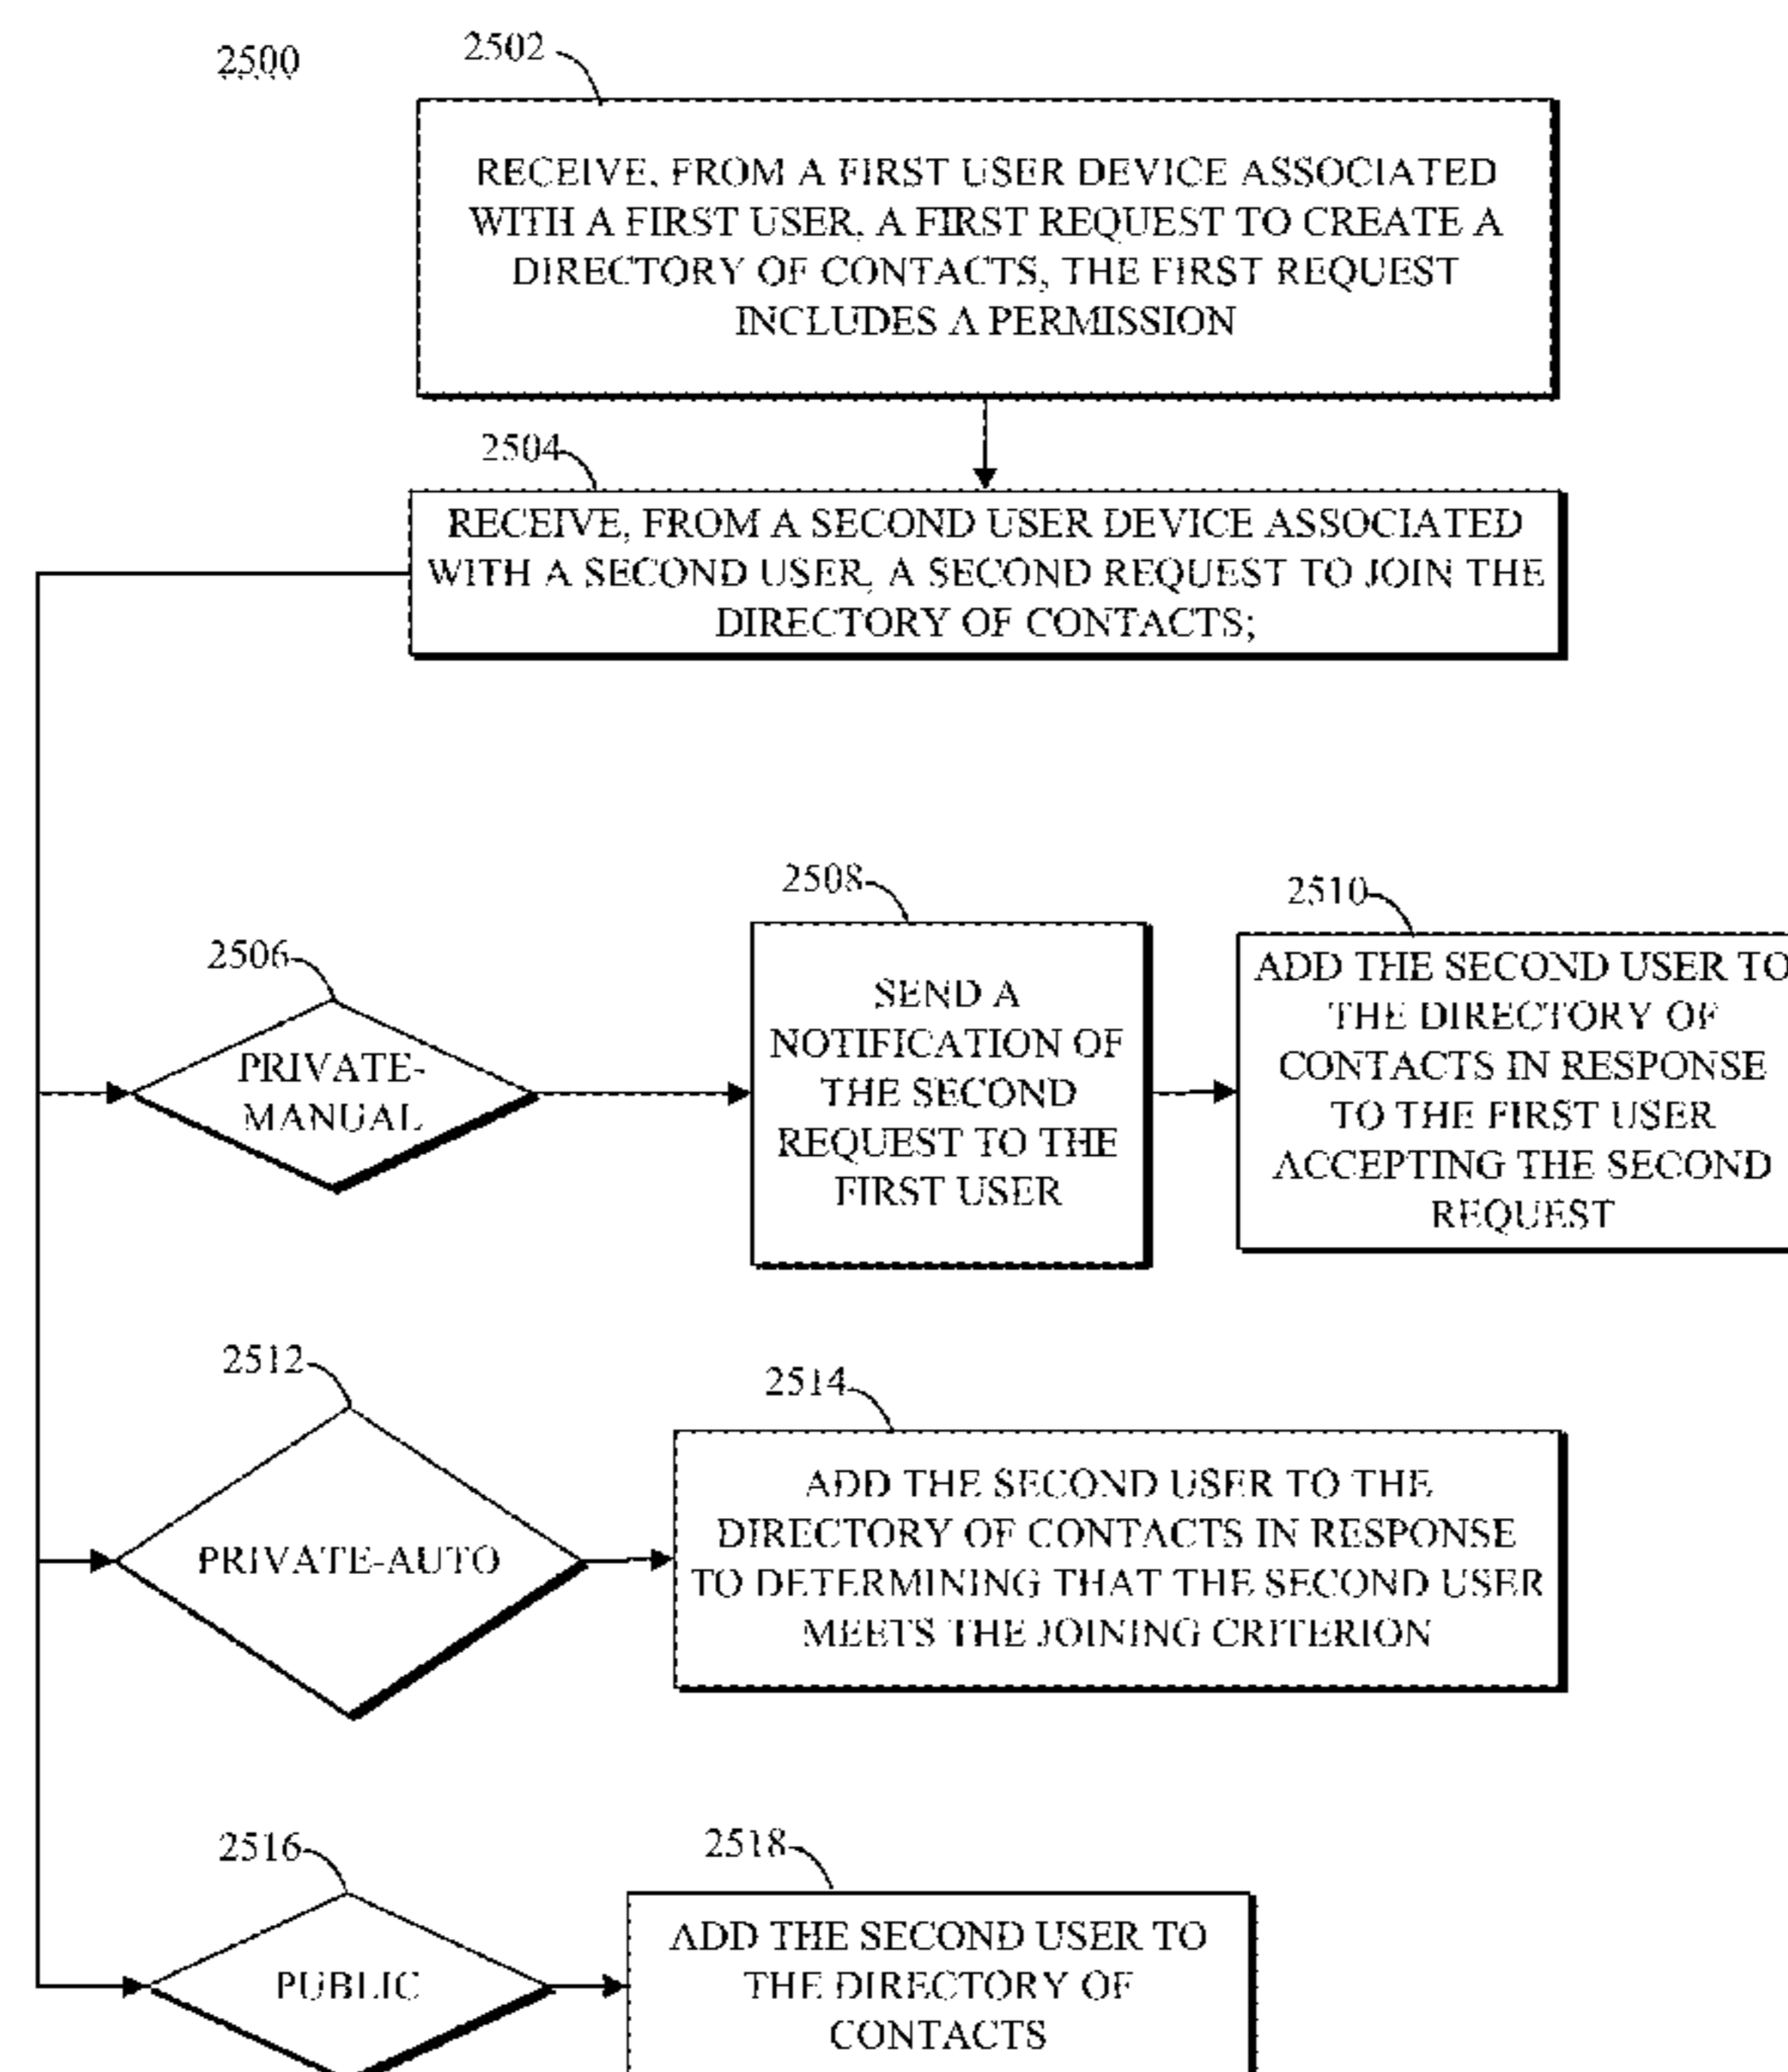 2500
2502
RECEIVE, FROM A FIRST USER DEVICE ASSOCIATED
WITH A FIRST USER, A FIRST REQUEST TO CREATE A
DIRECTORY OF CONTACTS, THE FIRST REQUEST
INCLUDES A PERMISSION
2504
RECEIVE, FROM A SECOND USER DEVICE ASSOCIATED
WITH A SECOND USER, A SECOND REQUEST TO JOIN THE
DIRECTORY OF CONTACTS;
2506
PRIVATE-
MANUAL
2508
SEND A
NOTIFICATION OF
THE SECOND
REQUEST TO THE
FIRST USER
2510
ADD THE SECOND USER TO
THE DIRECTORY OF
CONTACTS IN RESPONSE
TO THE FIRST USER
ACCEPTING THE SECOND
REQUEST
2512
PRIVATE-AUTO
2514
ADD THE SECOND USER TO THE
DIRECTORY OF CONTACTS IN RESPONSE
TO DETERMINING THAT THE SECOND USER
MEETS THE JOINING CRITERION
2516
PUBLIC
2518
ADD THE SECOND USER TO
THE DIRECTORY OF
CONTACTS